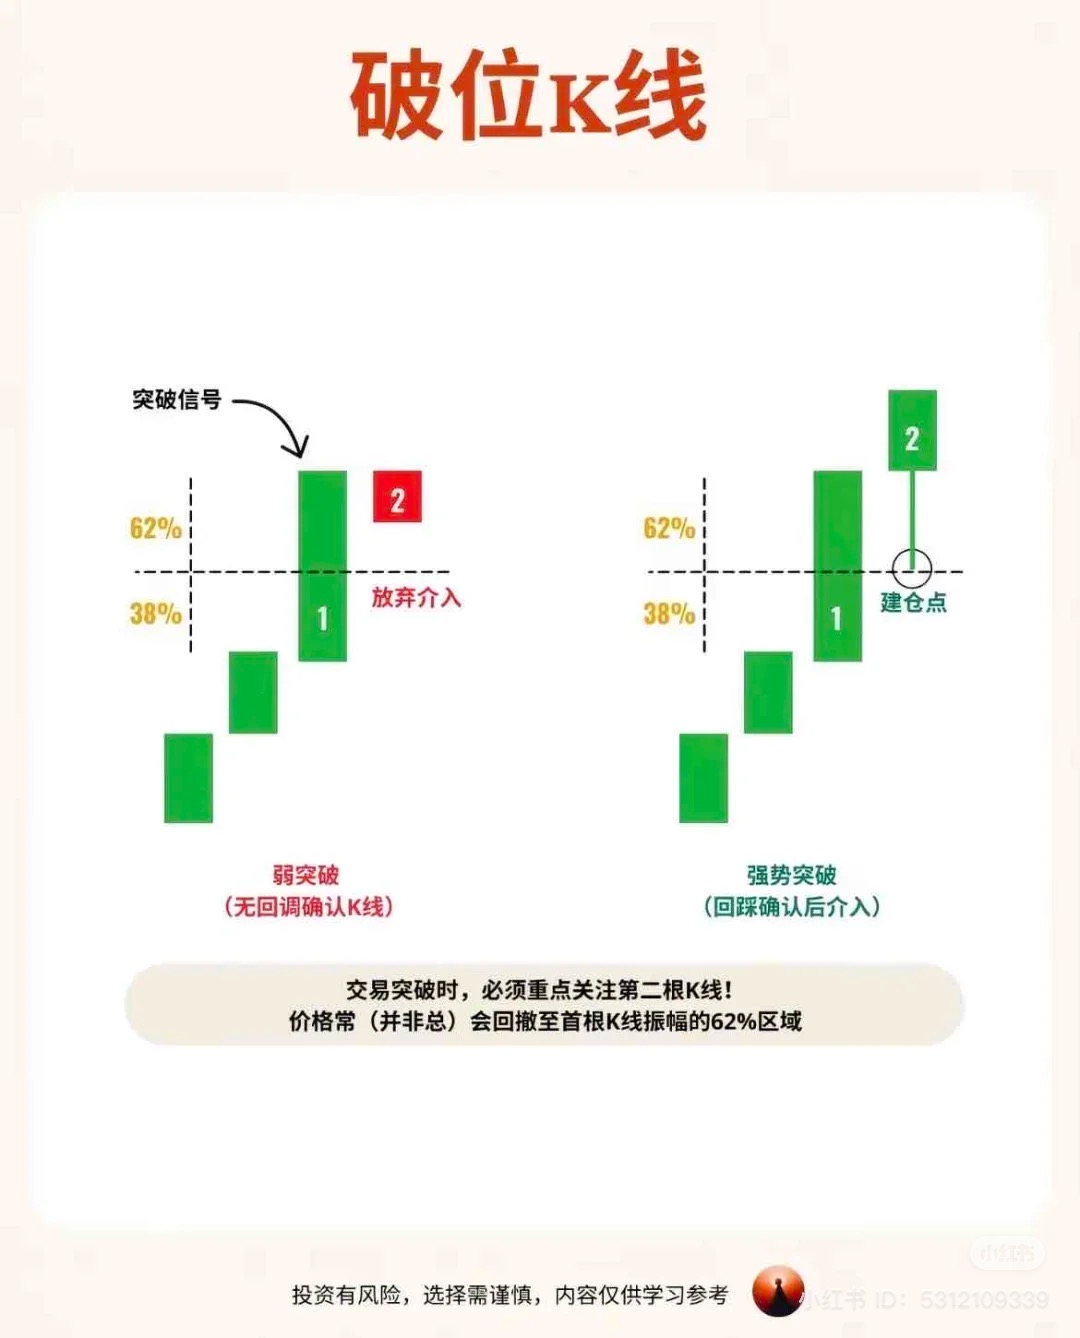 破位K线
突破信号
2
2
62%
62%
放弃介入
建仓点
38%
1
38%
1
弱突破
(无回调确认K线)
强势突破
(回踩确认后介入)
交易突破时，必须重点关注第二根K线！
价格常（并非总）会回撤至首根K线振幅的62%区域
小红书
投资有风险，选择需谨慎，内容仅供学习参考
小红书 ID: 5312109339